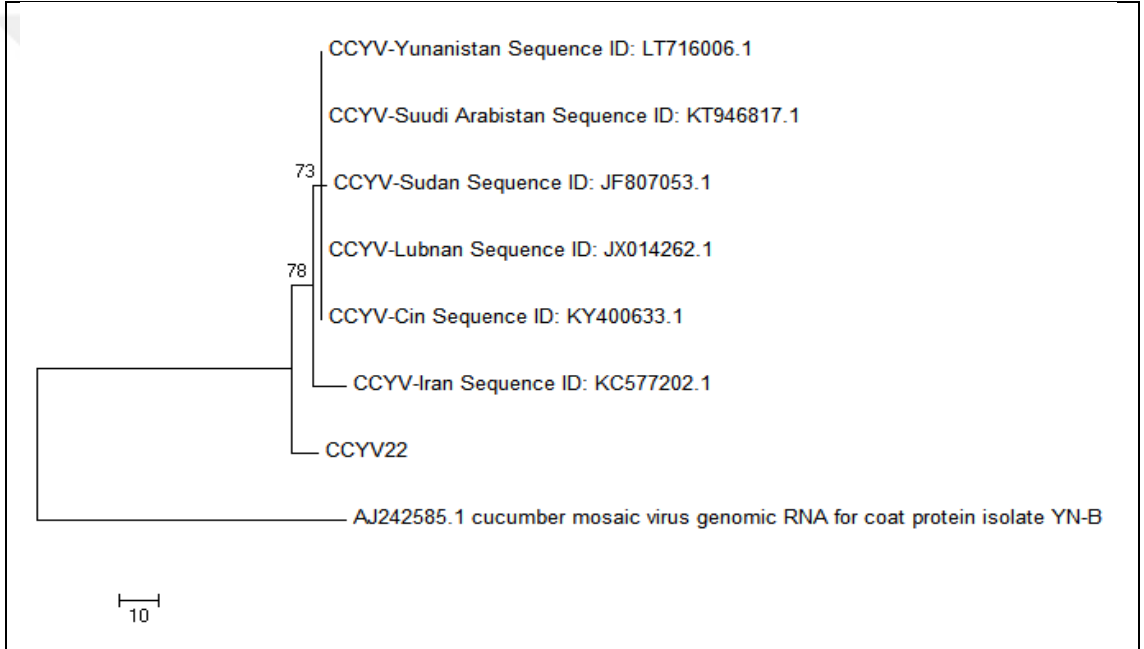 CCYV-Yunanistan Sequence ID: LT716006.1
CCYV-Suudi Arabistan Sequence ID: KT946817.1
73
CCYV-Sudan Sequence ID: JF807053.1
CCYV-Lubnan Sequence ID: JX014262.1
78
CCYV-Cin Sequence ID: KY400633.1
CCYV-Iran Sequence ID: KC577202.1
CCYV22
AJ242585.1 cucumber mosaic virus genomic RNA for coat protein isolate YN-B
10